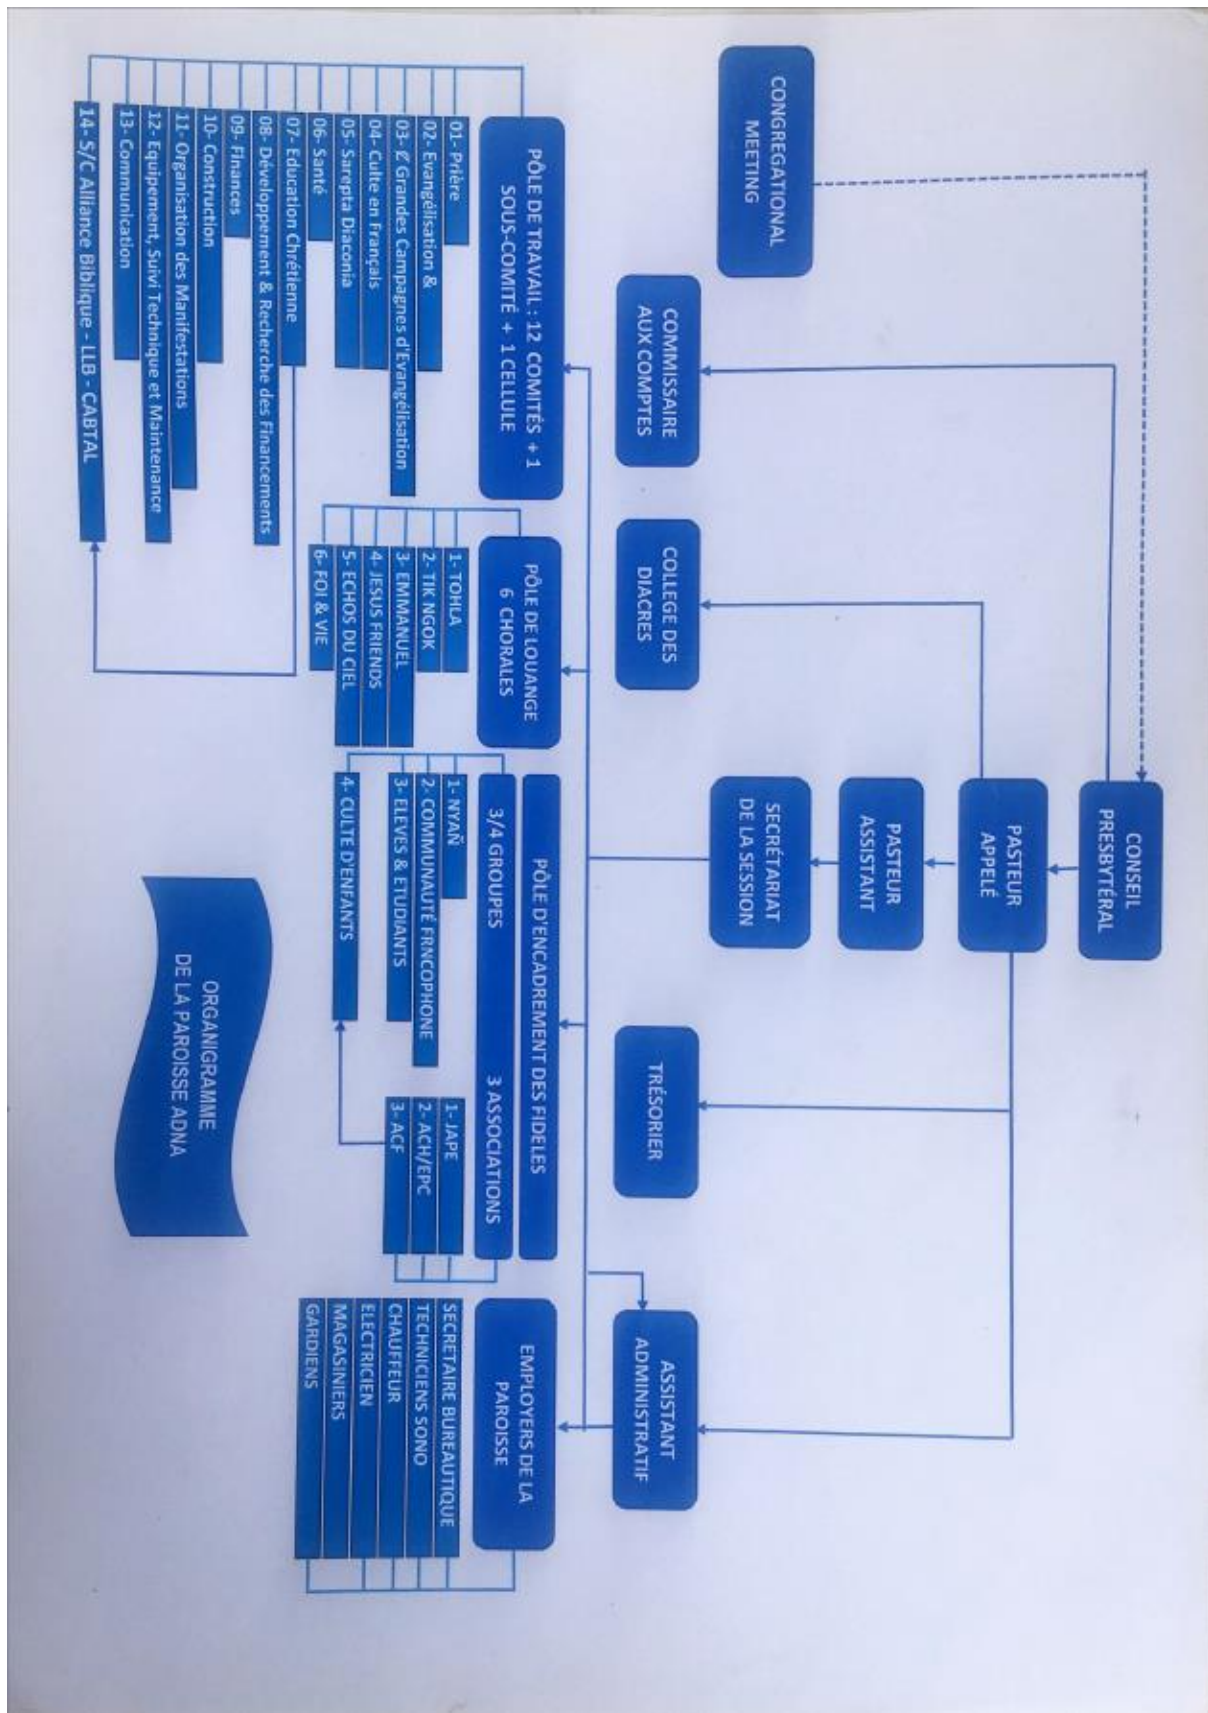 CONSEIL
PRESBYTÉRAL
CONGREGATIONAL
MEETING
PASTEUR
APPELÉ
PASTEUR
ASSISTANT
SECRÉTARIAT
DE LA SESSION
COMMISSAIRE
AUX COMPTES
COLLEGE DES
DIACRES
TRÉSORIER
ASSISTANT
ADMINISTRATIF
PÔLE DE TRAVAIL : 12 COMITÉS + 1
SOUS-COMITÉ + 1 CELLULE
01- Prière
02- Evangélisation &
03- ₡ Grandes Campagnes d'Evangélisation
04- Culte en Français
05- Sarepta Diaconia
06- Santé
07- Education Chrétienne
08- Développement & Recherche des Financements
09- Finances
10- Construction
11- Organisation des Manifestations
12- Equipement, Suivi Technique et Maintenance
13- Communication
14- S/C Alliance Biblique - LLB - CABTAL
PÔLE DE LOUANGE
6 CHORALES
1- TOHLA
2- TIK NGOK
3- EMMANUEL
4- JESUS FRIENDS
5- ECHOS DU CIEL
6- FOI & VIE
PÔLE D'ENCADREMENT DES FIDELES
3/4 GROUPES
3 ASSOCIATIONS
1- NYAÑ
2- COMMUNAUTÉ FRNCOPHONE
3- ELEVES & ETUDIANTS
4- CULTE D'ENFANTS
1- JAPE
2- ACH/EPC
3- ACF
EMPLOYERS DE LA
PAROISSE
SECRETAIRE BUREAUTIQUE
TECHNICIENS SONO
CHAUFFEUR
ELECTRICIEN
MAGASINIERS
GARDIENS
ORGANIGRAMME
DE LA PAROISSE ADNA